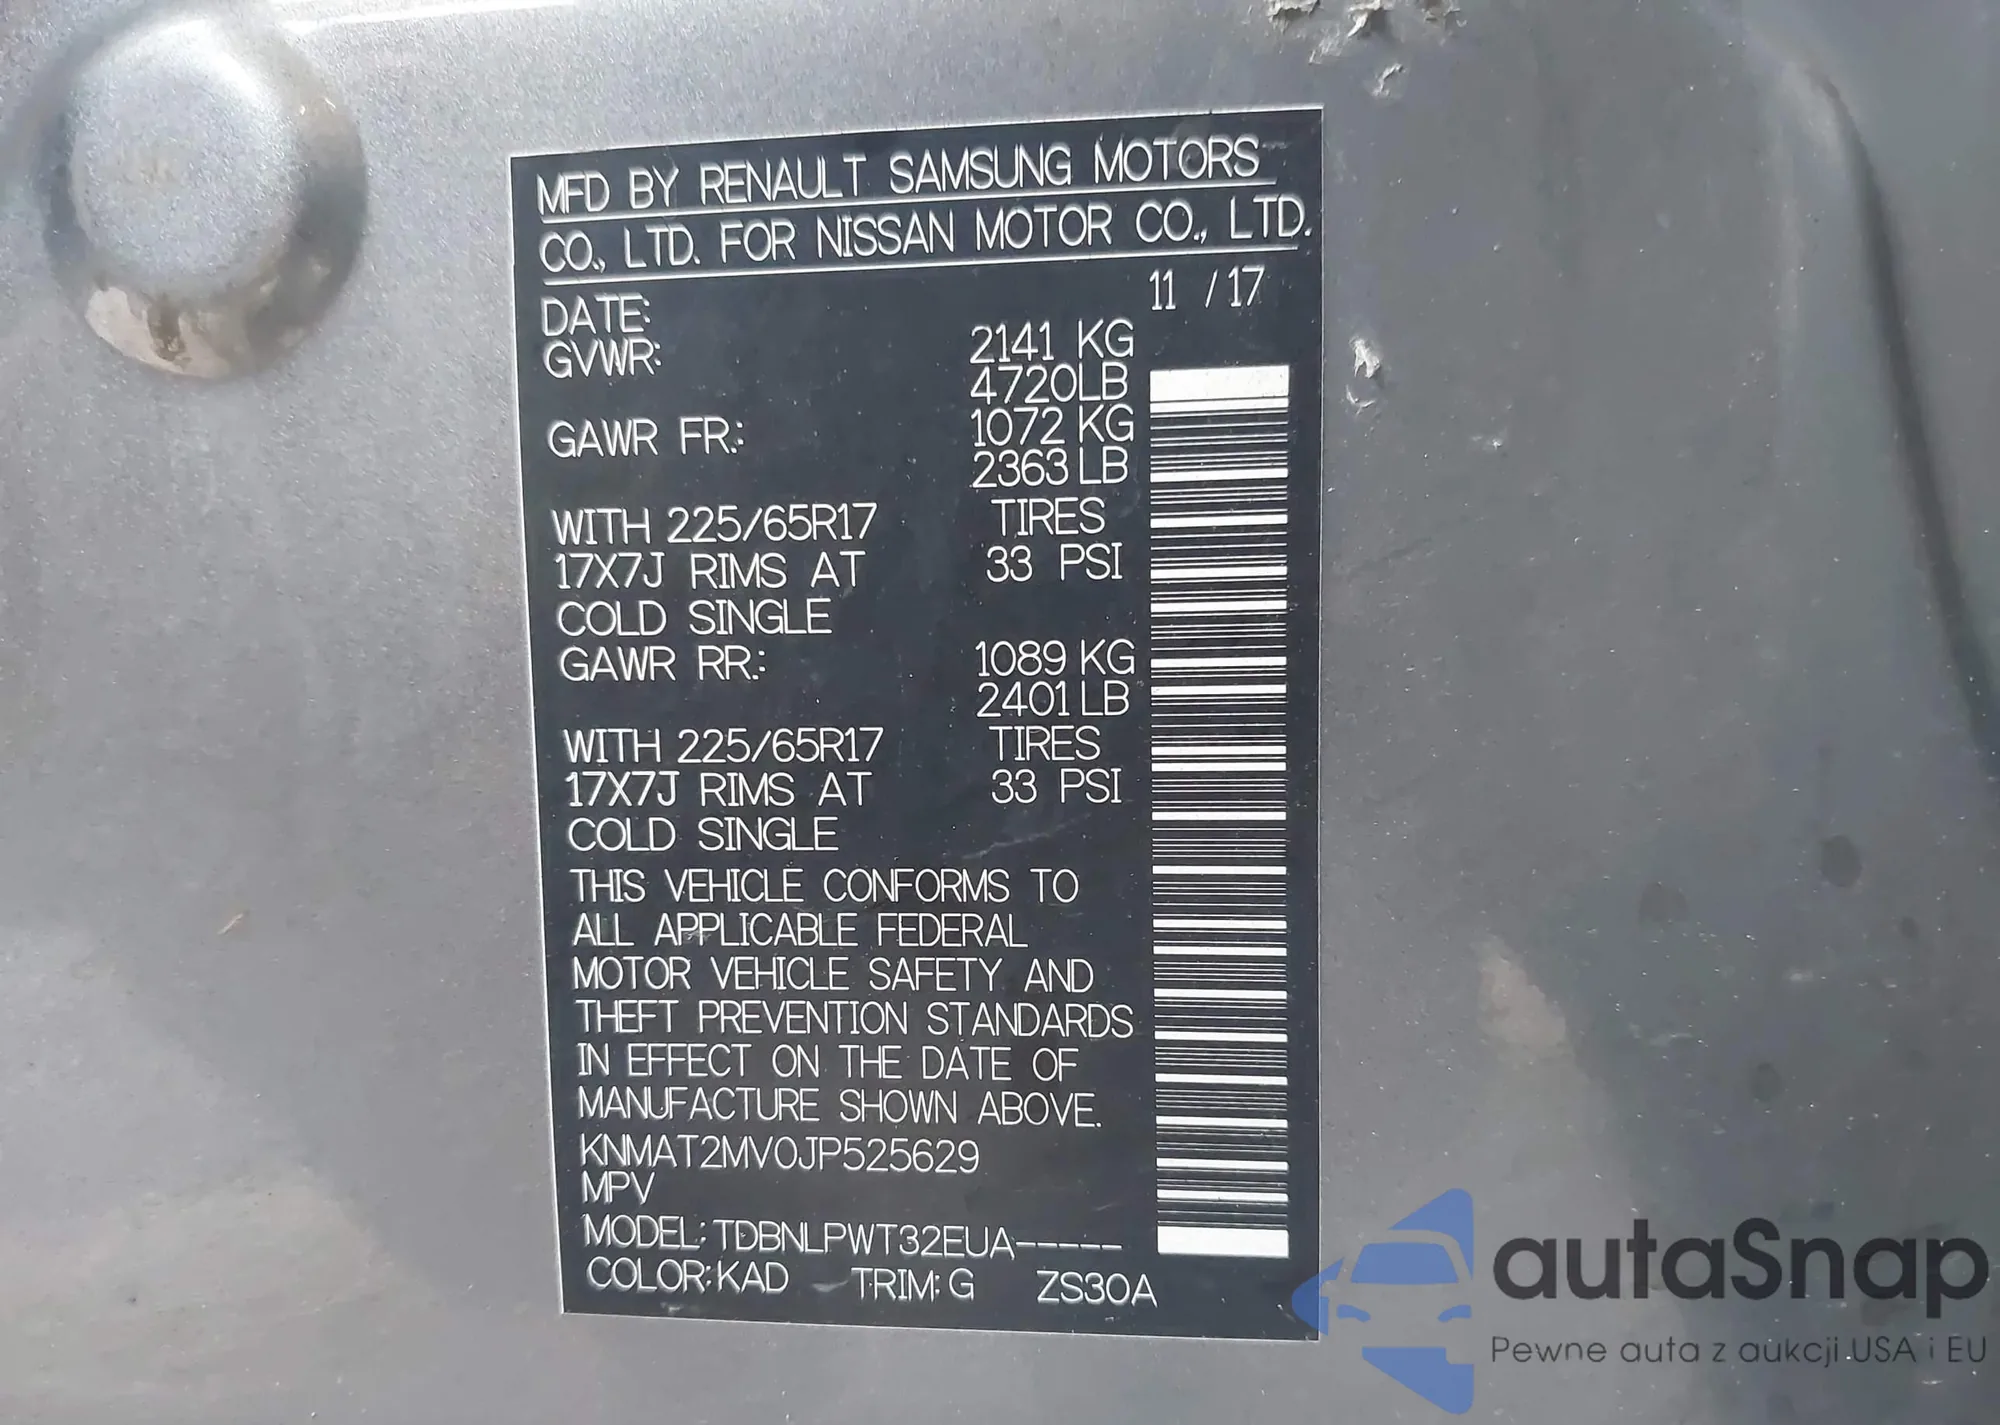 MFD BY RENAULT SAMSUNG MOTORS
CO., LTD. FOR NISSAN MOTOR CO., LTD.
DATE: 11 / 17
GVWR: 2141 KG
4720LB
GAWR FR.: 1072 KG
2363 LB
WITH 225/65R17 TIRES
17X7J RIMS AT 33 PSI
COLD SINGLE
GAWR RR.: 1089 KG
2401 LB
WITH 225/65R17 TIRES
17X7J RIMS AT 33 PSI
COLD SINGLE
THIS VEHICLE CONFORMS TO
ALL APPLICABLE FEDERAL
MOTOR VEHICLE SAFETY AND
THEFT PREVENTION STANDARDS
IN EFFECT ON THE DATE OF
MANUFACTURE SHOWN ABOVE.
KNMAT2MV0JP525629
MPV
MODEL: TDBNLPWT32EUA-----
COLOR: KAD TRIM: G ZS30A
autaSnap
Pewne auta z aukcji USA i EU